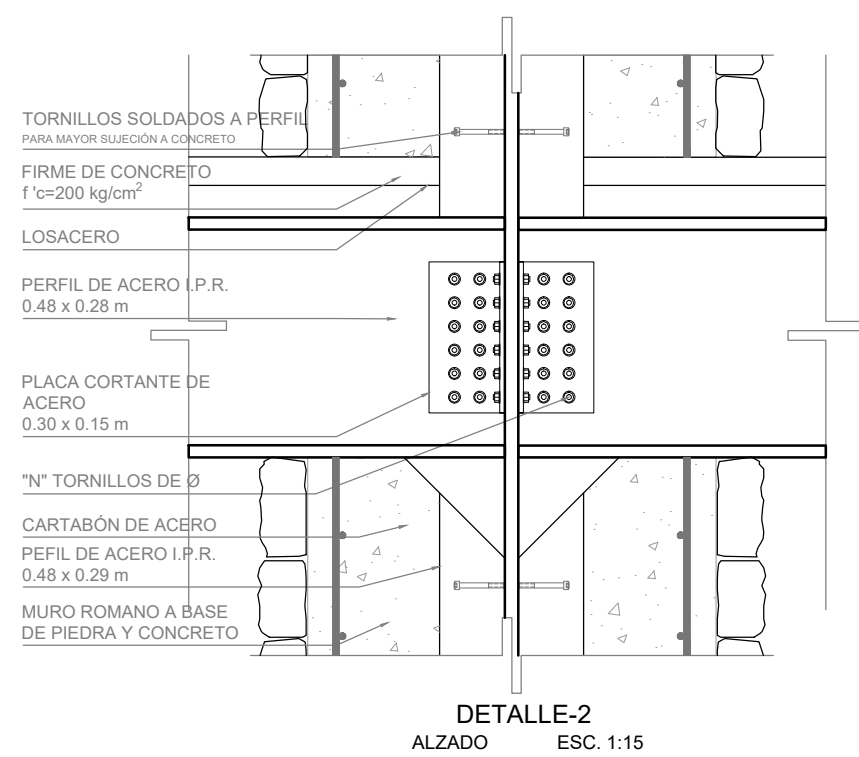 TORNILLOS SOLDADOS A PERFIL
PARA MAYOR SUJECIÓN A CONCRETO
FIRME DE CONCRETO
f 'c=200 kg/cm²
LOSACERO
PERFIL DE ACERO I.P.R.
0.48 x 0.28 m
PLACA CORTANTE DE
ACERO
0.30 x 0.15 m
"N" TORNILLOS DE Ø
CARTABÓN DE ACERO
PEFIL DE ACERO I.P.R.
0.48 x 0.29 m
MURO ROMANO A BASE
DE PIEDRA Y CONCRETO
DETALLE-2
ALZADO ESC. 1:15